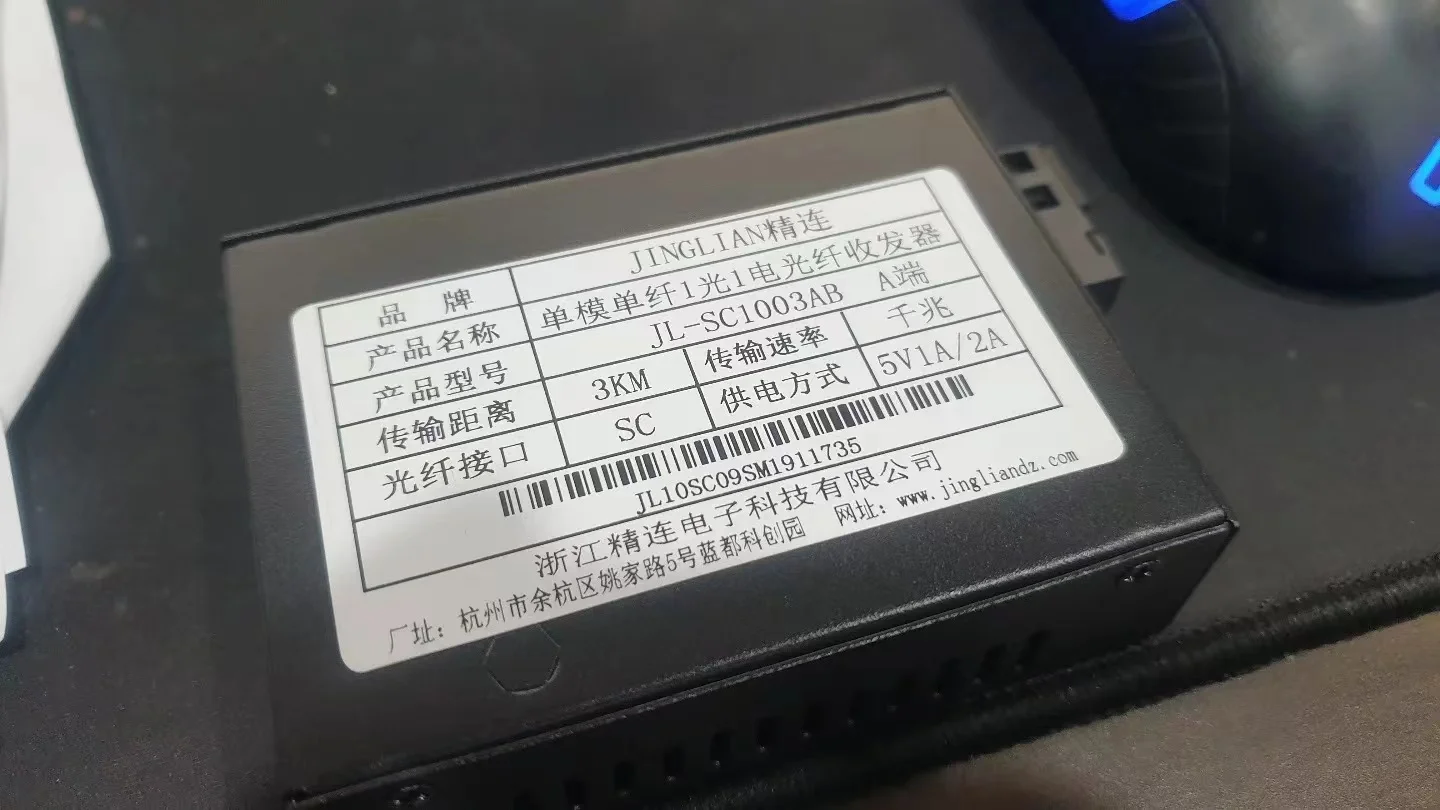 品 牌 JINGLIAN精连
产品名称 单模单纤1光1电光纤收发器
产品型号 JL-SC1003AB A端
传输距离 3KM 传输速率 千兆
光纤接口 SC 供电方式 5V1A/2A
JL10SC09SM1911735
浙江精连电子科技有限公司
厂址：杭州市余杭区姚家路5号蓝都科创园 网址：www.jingliandz.com